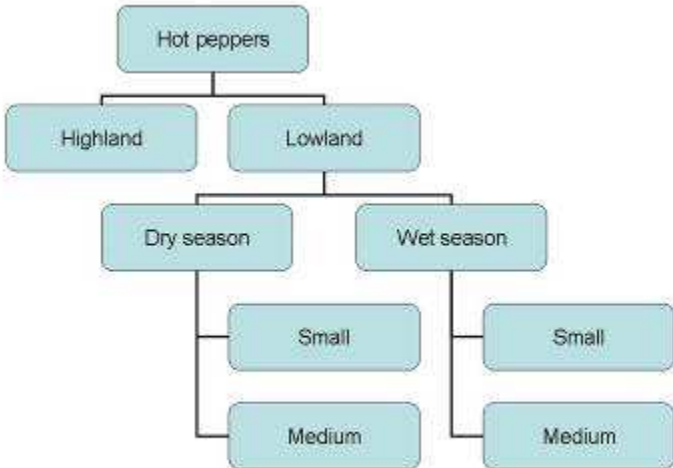 Hot peppers
Highland
Lowland
Dry season
Wet season
Small
Small
Medium
Medium